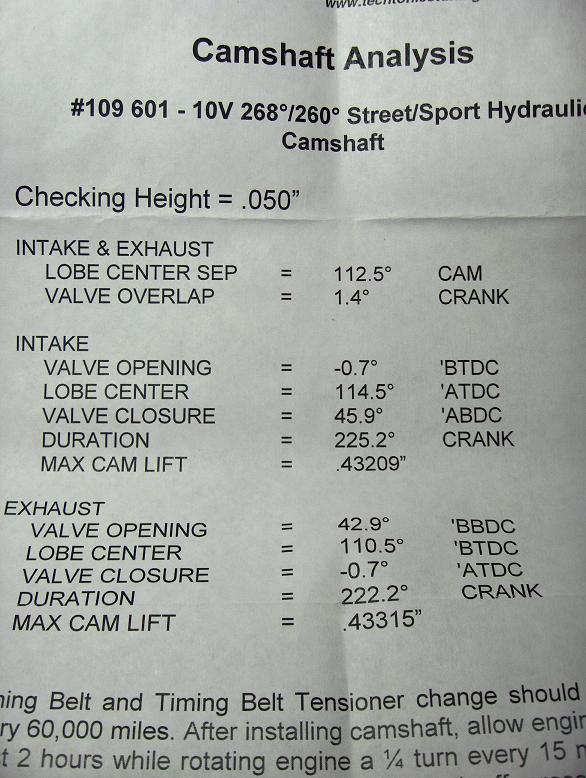 Camshaft Analysis
#109 601 - 10V 268°/260° Street/Sport Hydraulic
Camshaft
Checking Height = .050”
INTAKE & EXHAUST
LOBE CENTER SEP = 112.5° CAM
VALVE OVERLAP = 1.4° CRANK
INTAKE
VALVE OPENING = -0.7° 'BTDC
LOBE CENTER = 114.5° 'ATDC
VALVE CLOSURE = 45.9° 'ABDC
DURATION = 225.2° CRANK
MAX CAM LIFT = .43209”
EXHAUST
VALVE OPENING = 42.9° 'BBDC
LOBE CENTER = 110.5° 'BTDC
VALVE CLOSURE = -0.7° 'ATDC
DURATION = 222.2° CRANK
MAX CAM LIFT = .43315”
ning Belt and Timing Belt Tensioner change should
ry 60,000 miles. After installing camshaft, allow engin
t 2 hours while rotating engine a ¼ turn every 15 m